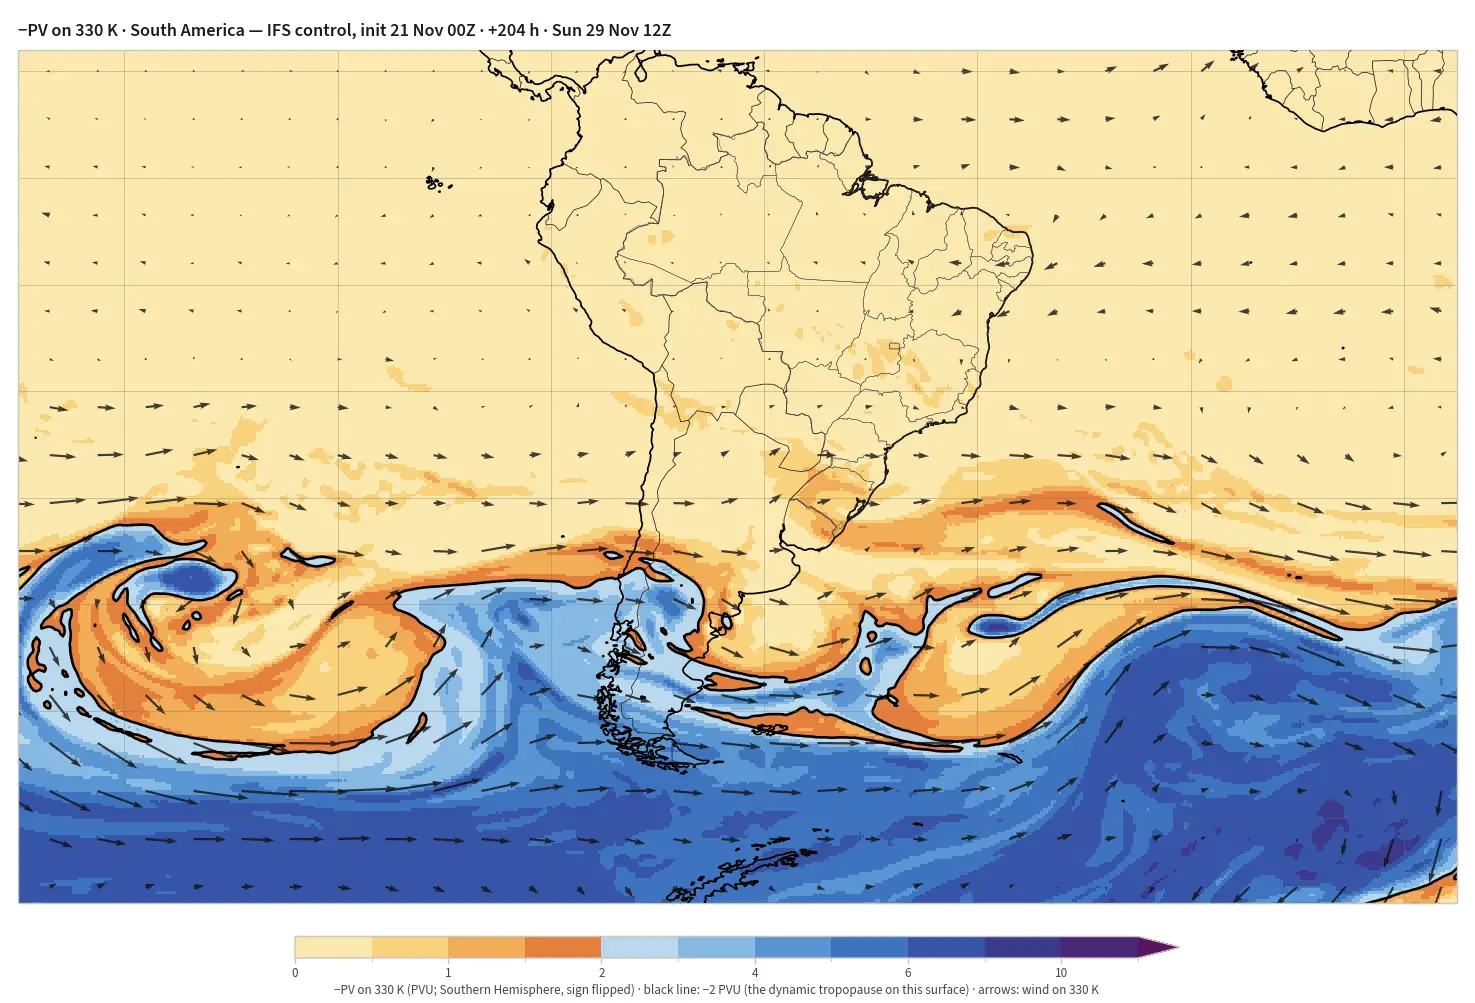 −PV on 330 K · South America — IFS control, init 21 Nov 00Z · +204 h · Sun 29 Nov 12Z
0 1 2 4 6 10
−PV on 330 K (PVU; Southern Hemisphere, sign flipped) · black line: −2 PVU (the dynamic tropopause on this surface) · arrows: wind on 330 K